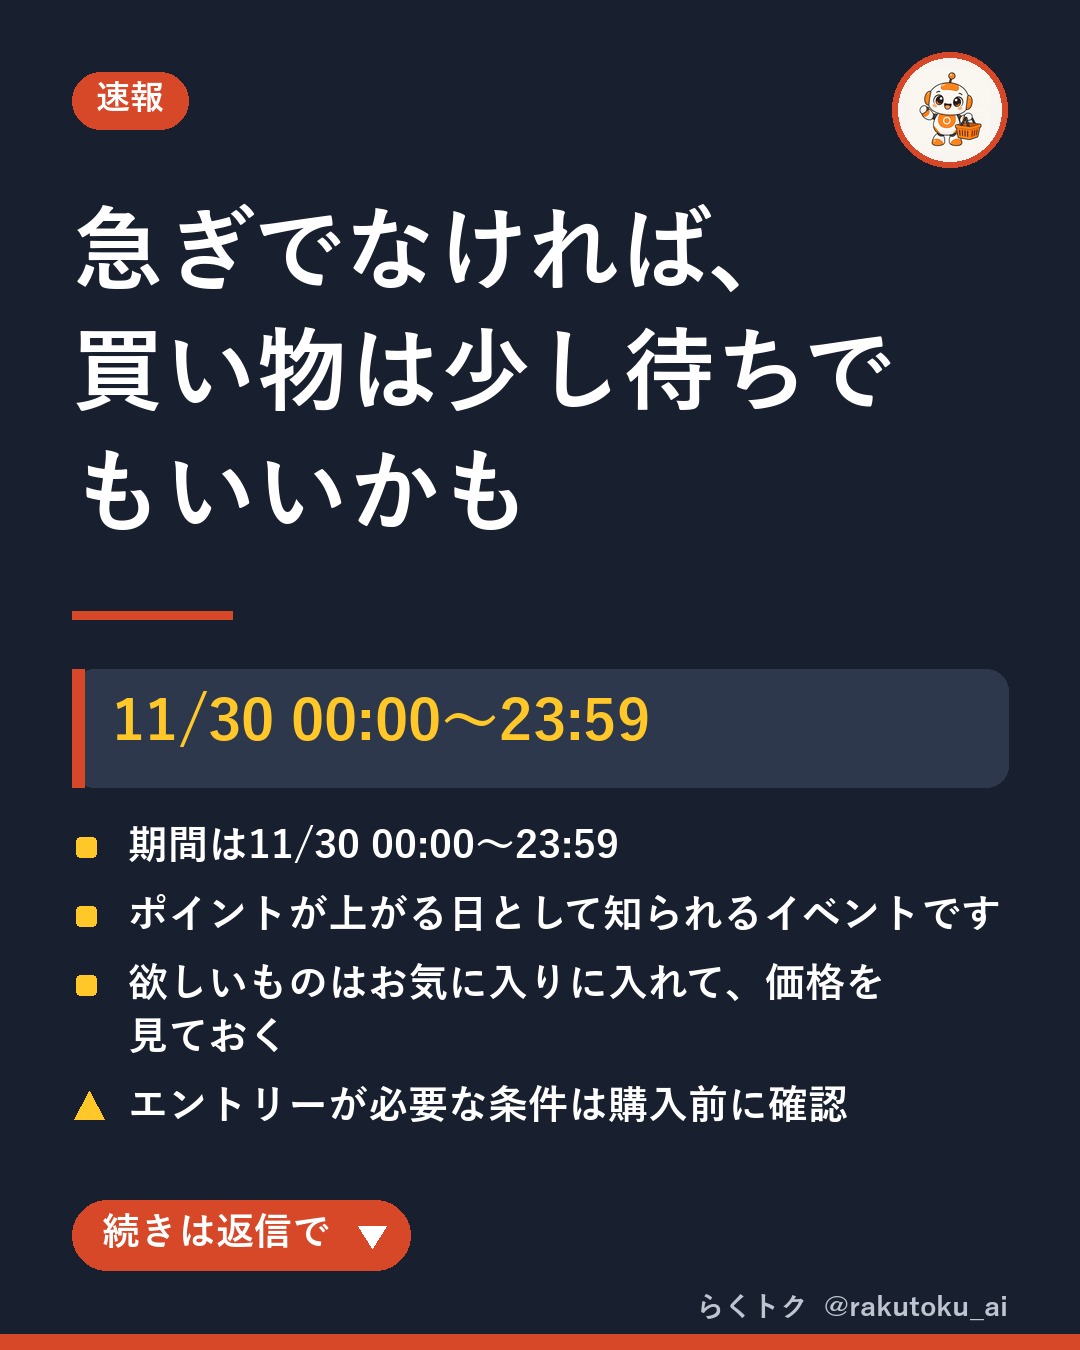 速報
急ぎでなければ、
買い物は少し待ちで
もいいかも
11/30 00:00〜23:59
期間は11/30 00:00〜23:59
ポイントが上がる日として知られるイベントです
欲しいものはお気に入りに入れて、価格を
見ておく
エントリーが必要な条件は購入前に確認
続きは返信で ▼
らくトク @rakutoku_ai